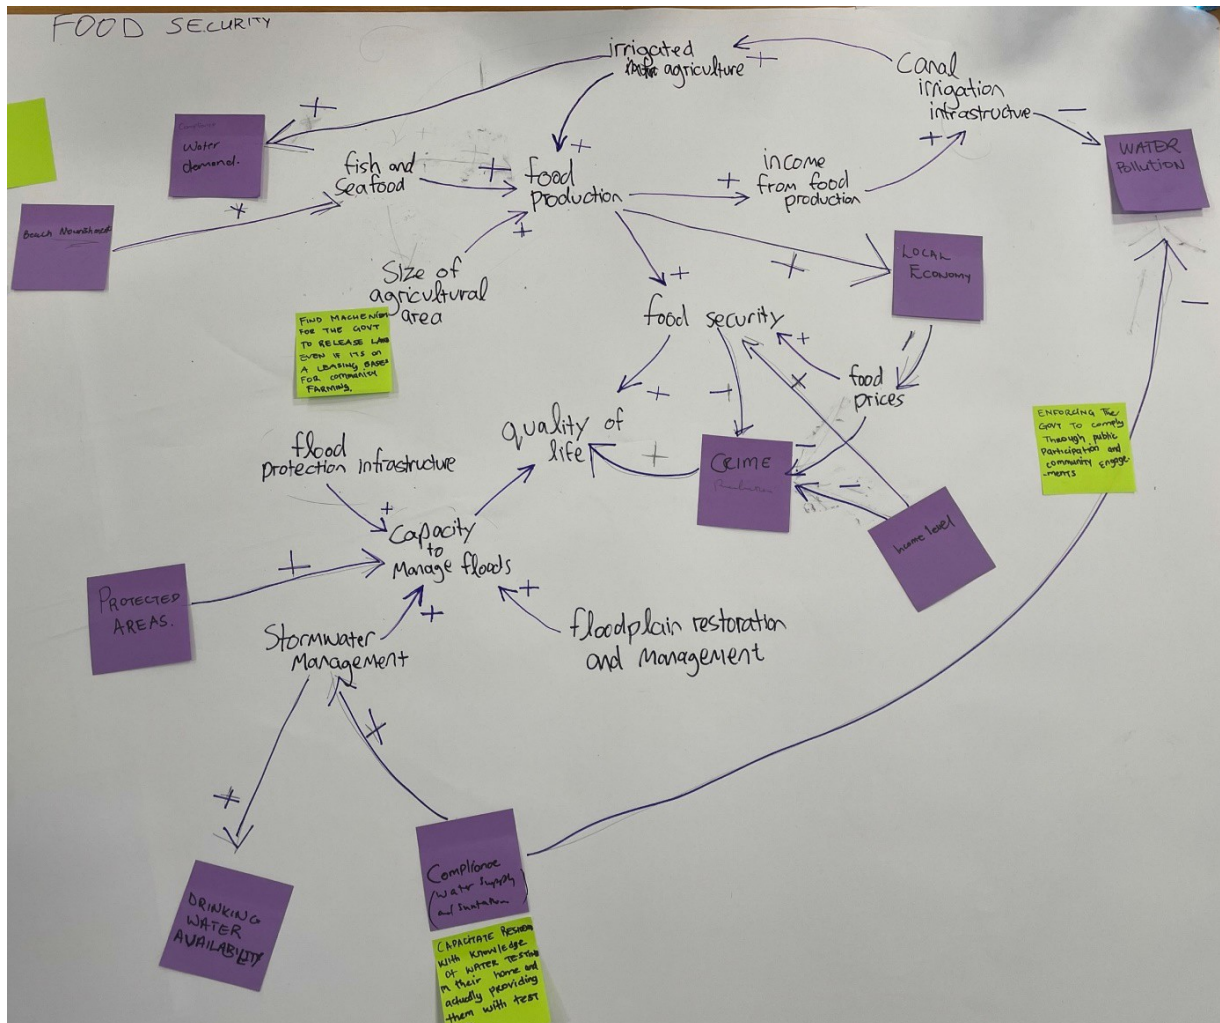 FOOD SECURITY
irrigated
agriculture
+
Canal
irrigation
infrastructure
−
+
Water
demand.
+
fish and
seafood
+
food
production
+
+
income
from food
production
+
WATER
Pollution
Beach Nourishment
+
Size of
agricultural
area
+
+
+
LOCAL
ECONOMY
−
FIND MACHENISM
FOR THE GOVT
TO RELEASE LAND
EVEN IF ITS ON
A LEASING BASES
FOR COMMUNITY
FARMING.
food security
+
food
prices
−
+
+
+
quality of
life
+
CRIME
−
−
ENFORCING THE
GOVT TO comply
Through public
Participation and
community engage-
-ments
flood
protection infrastructure
+
Capacity
to
Manage floods
Income level
PROTECTED
AREAS.
+
+
+
Stormwater
Management
floodplain restoration
and management
+
+
DRINKING
WATER
AVAILABILITY
Compliance
(Water Supply
and Sanitation)
CAPACITATE
with knowledge
OF WATER TESTING
in their home and
actually providing
them with test